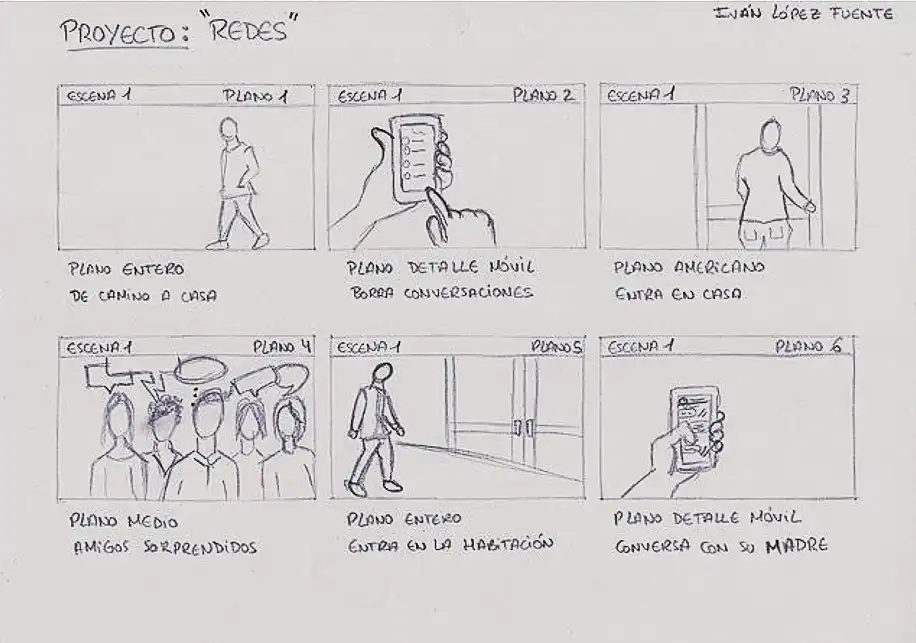 PROYECTO: "REDES"
IVÁN LÓPEZ FUENTE
ESCENA 1 PLANO 1
ESCENA 1 PLANO 2
ESCENA 1 PLANO 3
PLANO ENTERO
DE CAMINO A CASA
PLANO DETALLE MÓVIL
BORRA CONVERSACIONES
PLANO AMERICANO
ENTRA EN CASA
ESCENA 1 PLANO 4
ESCENA 1 PLANO 5
ESCENA 1 PLANO 6
PLANO MEDIO
AMIGOS SORPRENDIDOS
PLANO ENTERO
ENTRA EN LA HABITACIÓN
PLANO DETALLE MÓVIL
CONVERSA CON SU MADRE